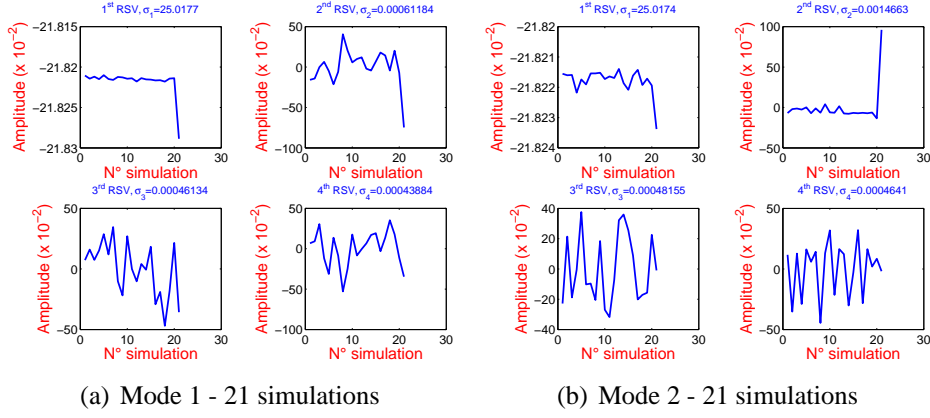 1st RSV, σ1=25.0177
Amplitude (x 10-2)
-21.815
-21.82
-21.825
-21.83
0 10 20 30
N° simulation
2nd RSV, σ2=0.00061184
Amplitude (x 10-2)
50
0
-50
-100
0 10 20 30
N° simulation
1st RSV, σ1=25.0174
Amplitude (x 10-2)
-21.821
-21.822
-21.823
-21.824
0 10 20 30
N° simulation
2nd RSV, σ2=0.0014663
Amplitude (x 10-2)
100
50
0
-50
0 10 20 30
N° simulation
3rd RSV, σ3=0.00046134
Amplitude (x 10-2)
50
0
-50
0 10 20 30
N° simulation
4th RSV, σ4=0.00043884
Amplitude (x 10-2)
50
0
-50
-100
0 10 20 30
N° simulation
3rd RSV, σ3=0.00048155
Amplitude (x 10-2)
40
20
0
-20
-40
0 10 20 30
N° simulation
4th RSV, σ4=0.0004641
Amplitude (x 10-2)
50
0
-50
0 10 20 30
N° simulation
(a) Mode 1 - 21 simulations
(b) Mode 2 - 21 simulations